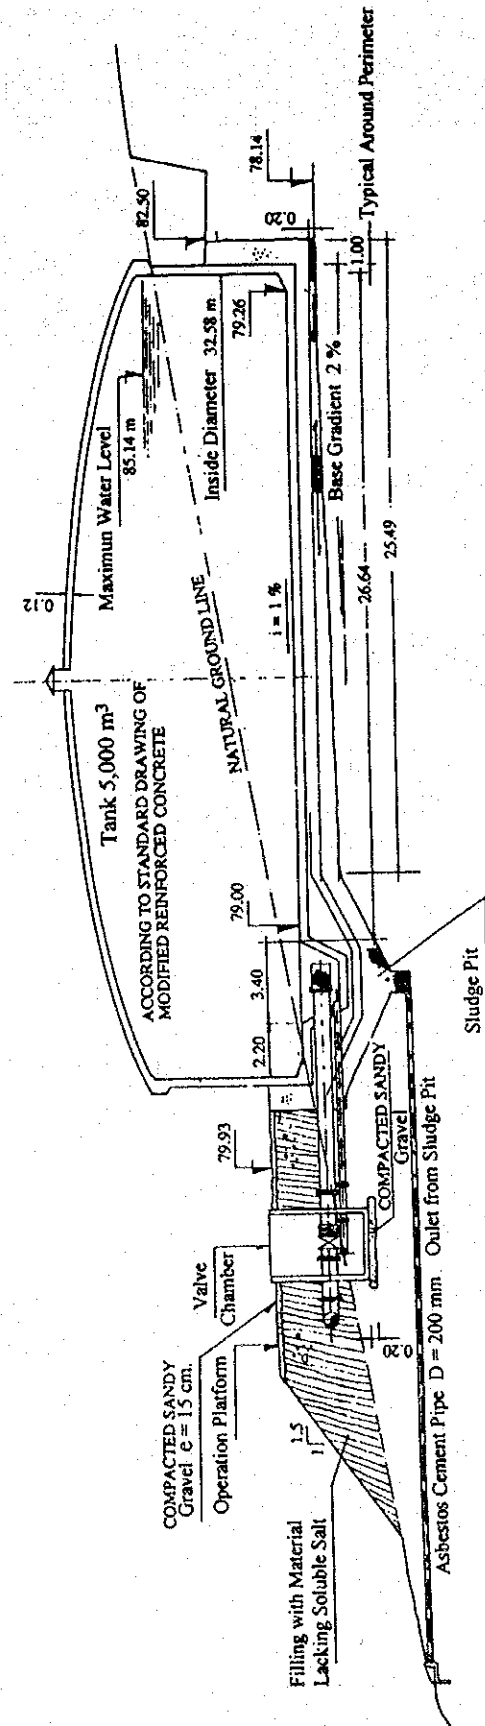 0.12
Tank 5,000 m³
ACCORDING TO STANDARD DRAWING OF
MODIFIED REINFORCED CONCRETE
Maximun Water Level
85.14 m
82.50
NATURAL GROUND LINE
Inside Diameter 32.58 m
79.26
78.14
0.20
i = 1 %
Base Gradient 2 %
1.00
Typical Around Perimeter
26.64
25.49
79.00
3.40
2.20
79.93
Valve
Chamber
COMPACTED SANDY
Gravel e = 15 cm.
Operation Platform
1.5
1
Filling with Material
Lacking Soluble Salt
0.20
COMPACTED SANDY
Gravel
Sludge Pit
Asbestos Cement Pipe D = 200 mm Oulet from Sludge Pit